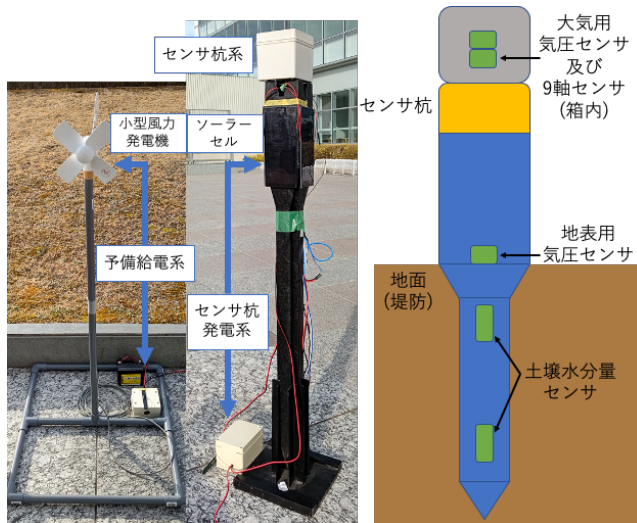 センサ杭系
小型風力
発電機
ソーラー
セル
予備給電系
センサ杭
発電系
大気用
気圧センサ
及び
9軸センサ
(箱内)
センサ杭
地表用
気圧センサ
地面
(堤防)
土壌水分量
センサ